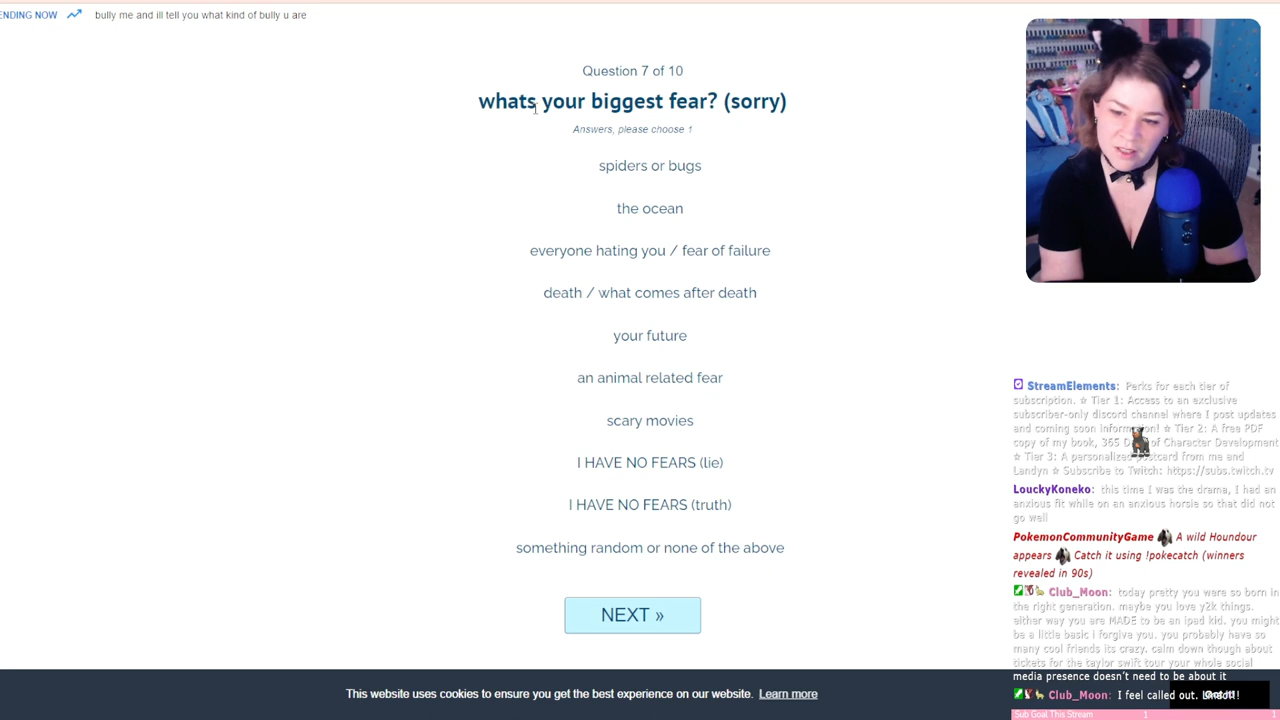 ENDING NOW bully me and ill tell you what kind of bully u are
Question 7 of 10
whats your biggest fear? (sorry)
Answers, please choose 1
spiders or bugs
the ocean
everyone hating you / fear of failure
death / what comes after death
your future
an animal related fear
scary movies
I HAVE NO FEARS (lie)
I HAVE NO FEARS (truth)
something random or none of the above
NEXT »
This website uses cookies to ensure you get the best experience on our website. Learn more
StreamElements: Perks for each tier of
subscription. ☆ Tier 1: Access to an exclusive
subscriber-only discord channel where I post updates
and coming soon information! ☆ Tier 2: A free PDF
copy of my book, 365 of Character Development
☆ Tier 3: A personalized postcard from me and
Landyn ☆ Subscribe to Twitch: https://subs.twitch.tv
LouckyKoneko: this time I was the drama, I had an
anxious fit while on an anxious horsie so that did not
go well
PokemonCommunityGame A wild Houndour
appears Catch it using !pokecatch (winners
revealed in 90s)
Club_Moon: today pretty you were so born in
the right generation. maybe you love y2k things.
either way you are MADE to be an ipad kid. you might
be a little basic i forgive you. you probably have so
many cool friends its crazy. calm down though about
tickets for the taylor swift tour your whole social
media presence doesn't need to be about it
Club_Moon: I feel called out.
Sub Goal This Stream 1 1